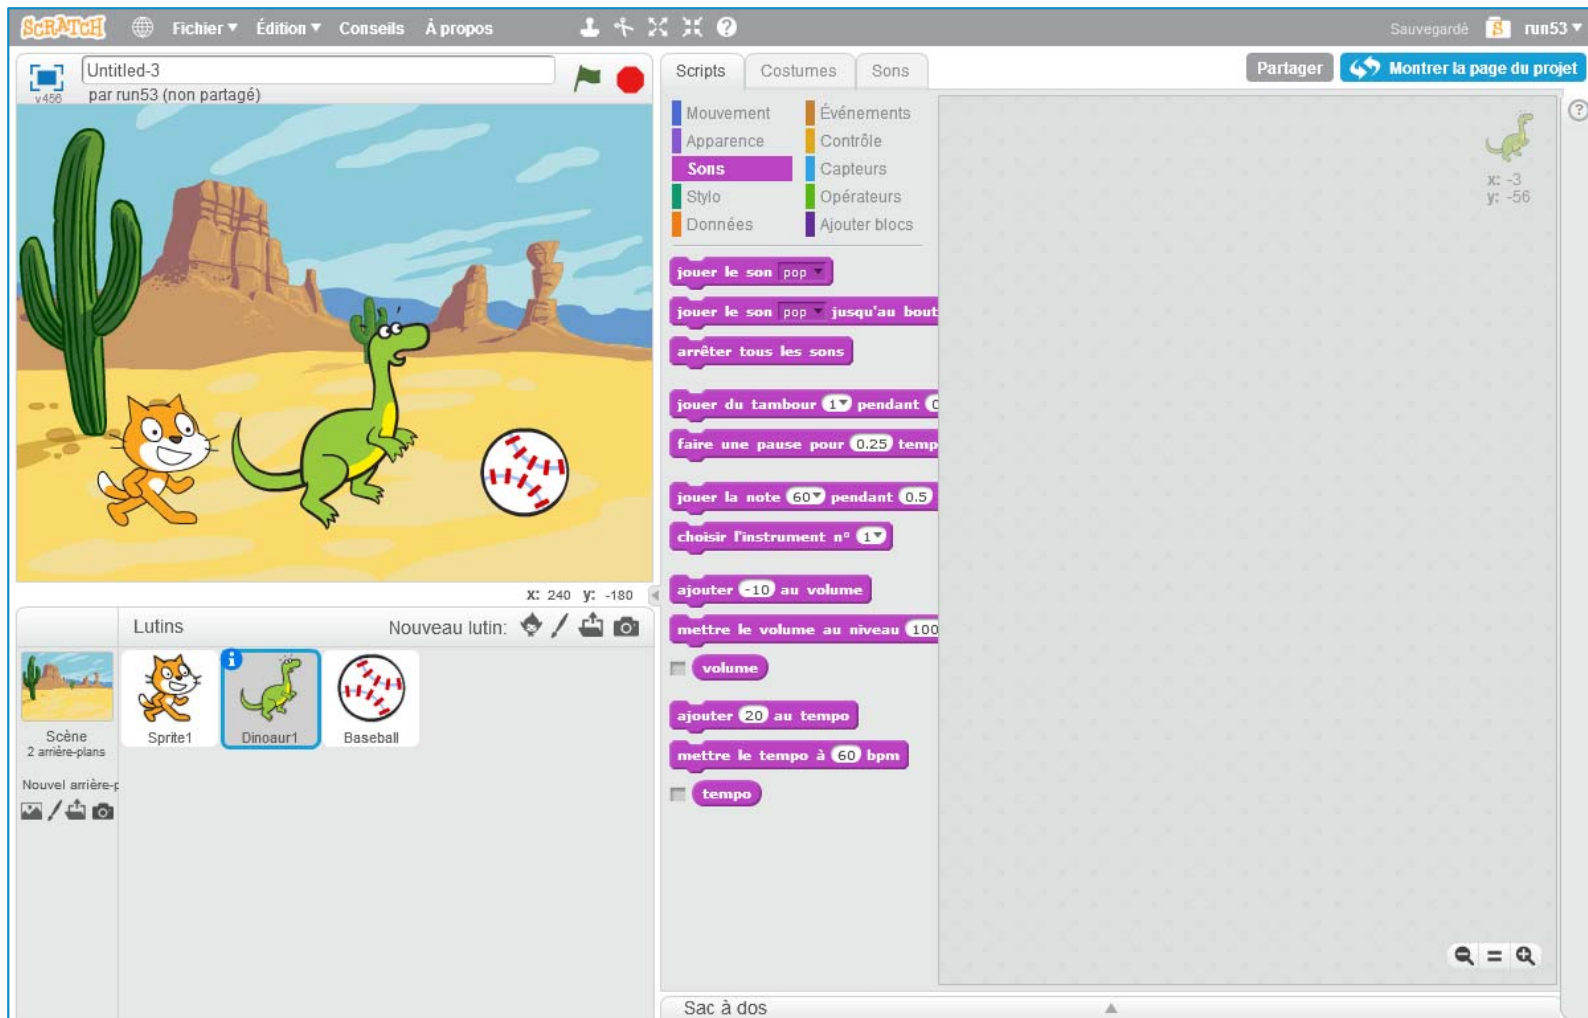 SCRATCH Fichier Édition Conseils À propos Sauvegardé S run53
v456 Untitled-3
par run53 (non partagé)
Scripts Costumes Sons
Partager Montrer la page du projet
Mouvement Événements
Apparence Contrôle
Sons Capteurs
Stylo Opérateurs
Données Ajouter blocs
x: -3
y: -56
jouer le son pop
jouer le son pop jusqu'au bout
arrêter tous les sons
jouer du tambour 1 pendant
faire une pause pour 0.25 temp
jouer la note 60 pendant 0.5
choisir l'instrument n° 1
ajouter -10 au volume
mettre le volume au niveau 100
volume
ajouter 20 au tempo
mettre le tempo à 60 bpm
tempo
x: 240 y: -180
Lutins Nouveau lutin:
Scène
2 arrière-plans
Nouvel arrière-p
Sprite1 Dinoaur1 Baseball
Sac à dos